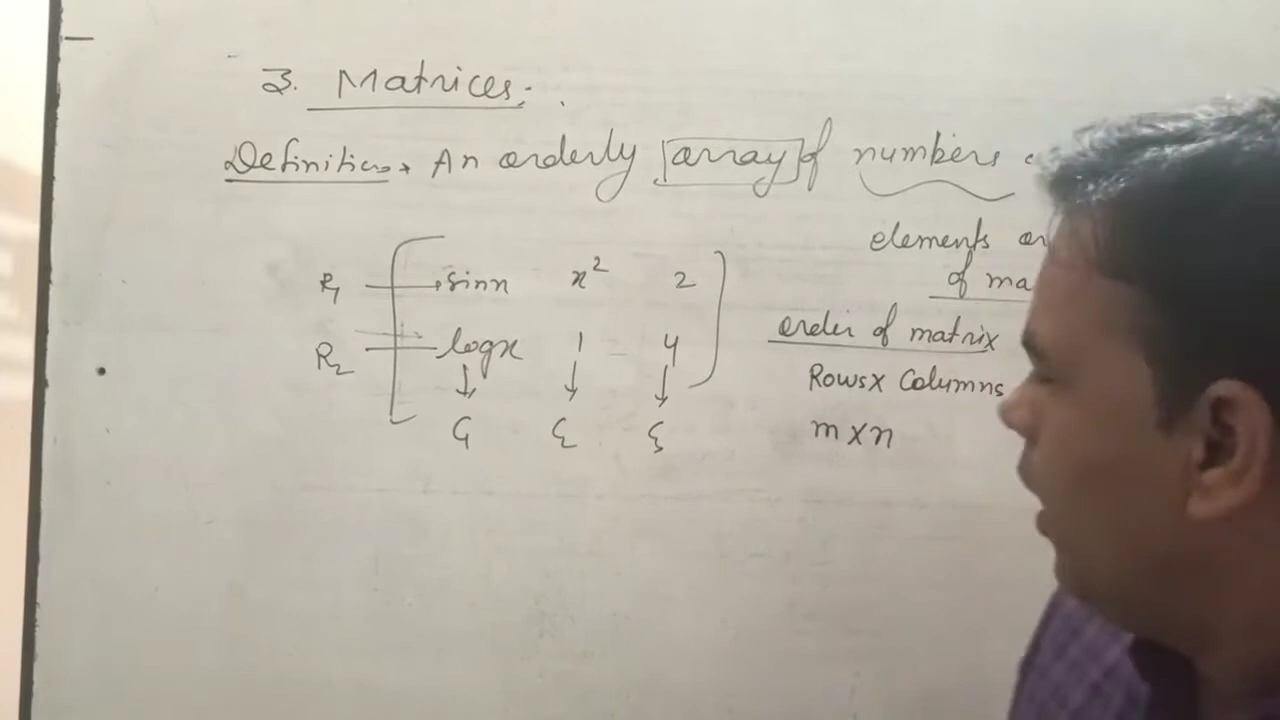 3. Matrices:
Definition → An orderly array of numbers
elements
of
R₁ → sinx x² 2
R₂ logx 1 4
order of matrix
Rows x Columns
↓ ↓ ↓
C₁ C₂ C₃
m x n